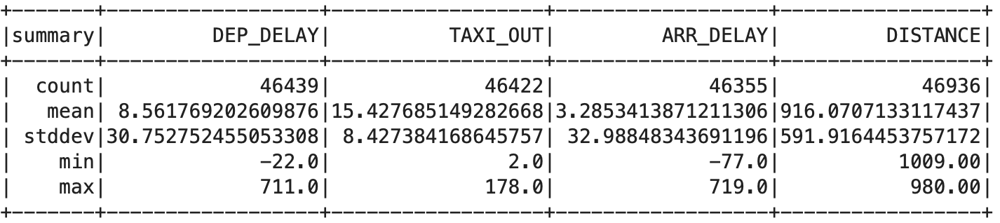 +-------+------------------+------------------+------------------+-----------------+
|summary|         DEP_DELAY|          TAXI_OUT|         ARR_DELAY|         DISTANCE|
+-------+------------------+------------------+------------------+-----------------+
|  count|             46439|             46422|             46355|            46936|
|   mean| 8.561769202609876|15.427685149282668|3.2853413871211306|916.0707133117437|
| stddev|30.752752455053308| 8.427384168645757| 32.98848343691196|591.9164453757172|
|    min|             -22.0|               2.0|             -77.0|          1009.00|
|    max|             711.0|             178.0|             719.0|           980.00|
+-------+------------------+------------------+------------------+-----------------+